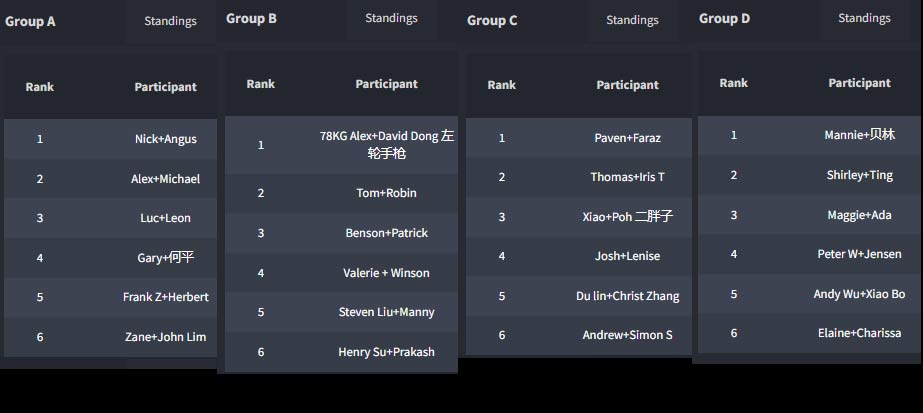 Group A
Standings
Rank Participant
1 Nick+Angus
2 Alex+Michael
3 Luc+Leon
4 Gary+何平
5 Frank Z+Herbert
6 Zane+John Lim
Group B
Standings
Rank Participant
1 78KG Alex+David Dong 左
轮手枪
2 Tom+Robin
3 Benson+Patrick
4 Valerie + Winson
5 Steven Liu+Manny
6 Henry Su+Prakash
Group C
Standings
Rank Participant
1 Paven+Faraz
2 Thomas+Iris T
3 Xiao+Poh 二胖子
4 Josh+Lenise
5 Du lin+Christ Zhang
6 Andrew+Simon S
Group D
Standings
Rank Participant
1 Mannie+贝林
2 Shirley+Ting
3 Maggie+Ada
4 Peter W+Jensen
5 Andy Wu+Xiao Bo
6 Elaine+Charissa